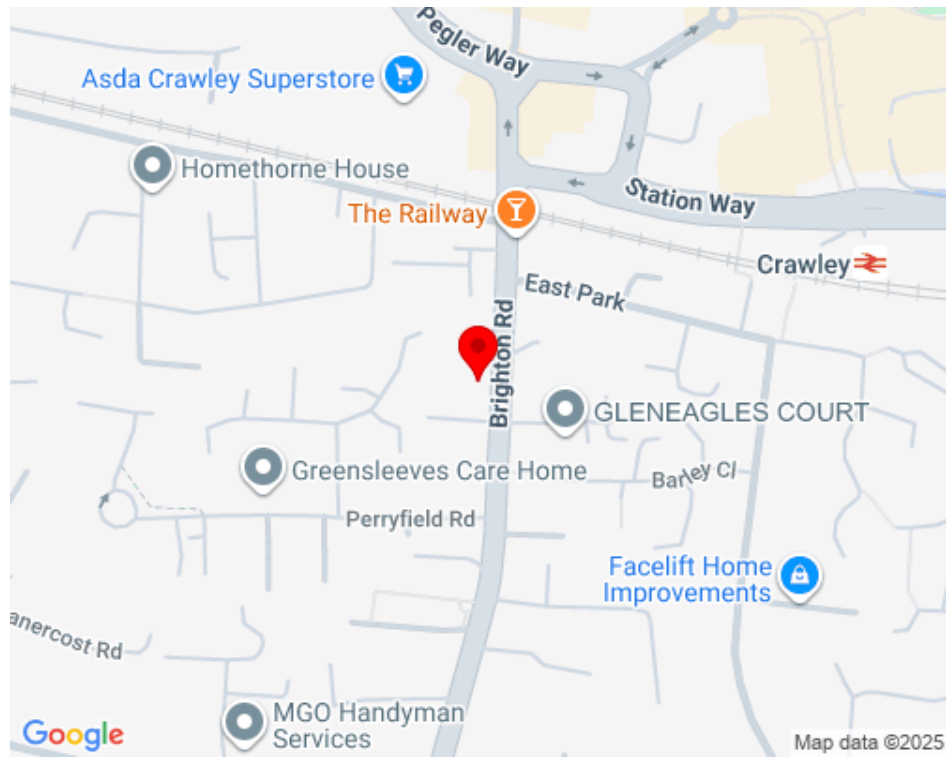 Pegler Way
Asda Crawley Superstore
Homethorne House
The Railway
Station Way
Crawley
East Park
Brighton Rd
GLENEAGLES COURT
Greensleeves Care Home
Barley Cl
Perryfield Rd
Facelift Home
Improvements
anercost Rd
MGO Handyman
Services
Google
Map data ©2025